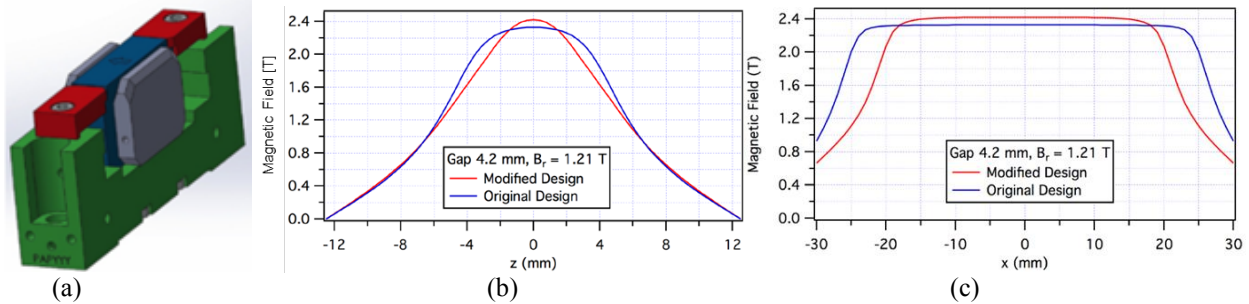 PAPYYY
(a)
Magnetic Field [T]
2.4
2.0
1.6
1.2
0.8
0.4
0.0
Gap 4.2 mm, Br = 1.21 T
Modified Design
Original Design
-12 -8 -4 0 4 8 12
z (mm)
(b)
Magnetic Field (T)
2.4
2.0
1.6
1.2
0.8
0.4
0.0
Gap 4.2 mm, Br = 1.21 T
Modified Design
Original Design
-30 -20 -10 0 10 20 30
x (mm)
(c)